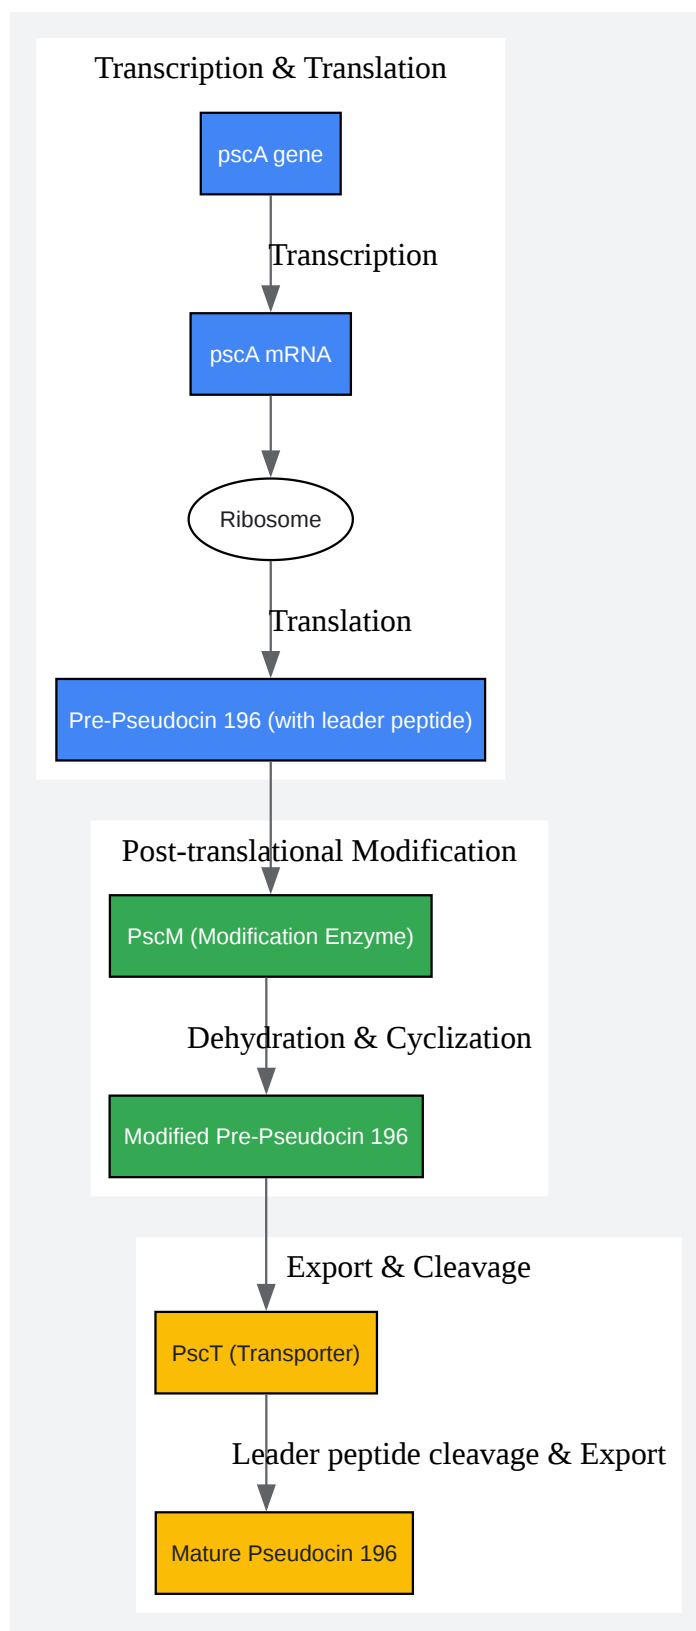 Transcription & Translation
pscA gene
Transcription
pscA mRNA
Ribosome
Translation
Pre-Pseudocin 196 (with leader peptide)
Post-translational Modification
PscM (Modification Enzyme)
Dehydration & Cyclization
Modified Pre-Pseudocin 196
Export & Cleavage
PscT (Transporter)
Leader peptide cleavage & Export
Mature Pseudocin 196